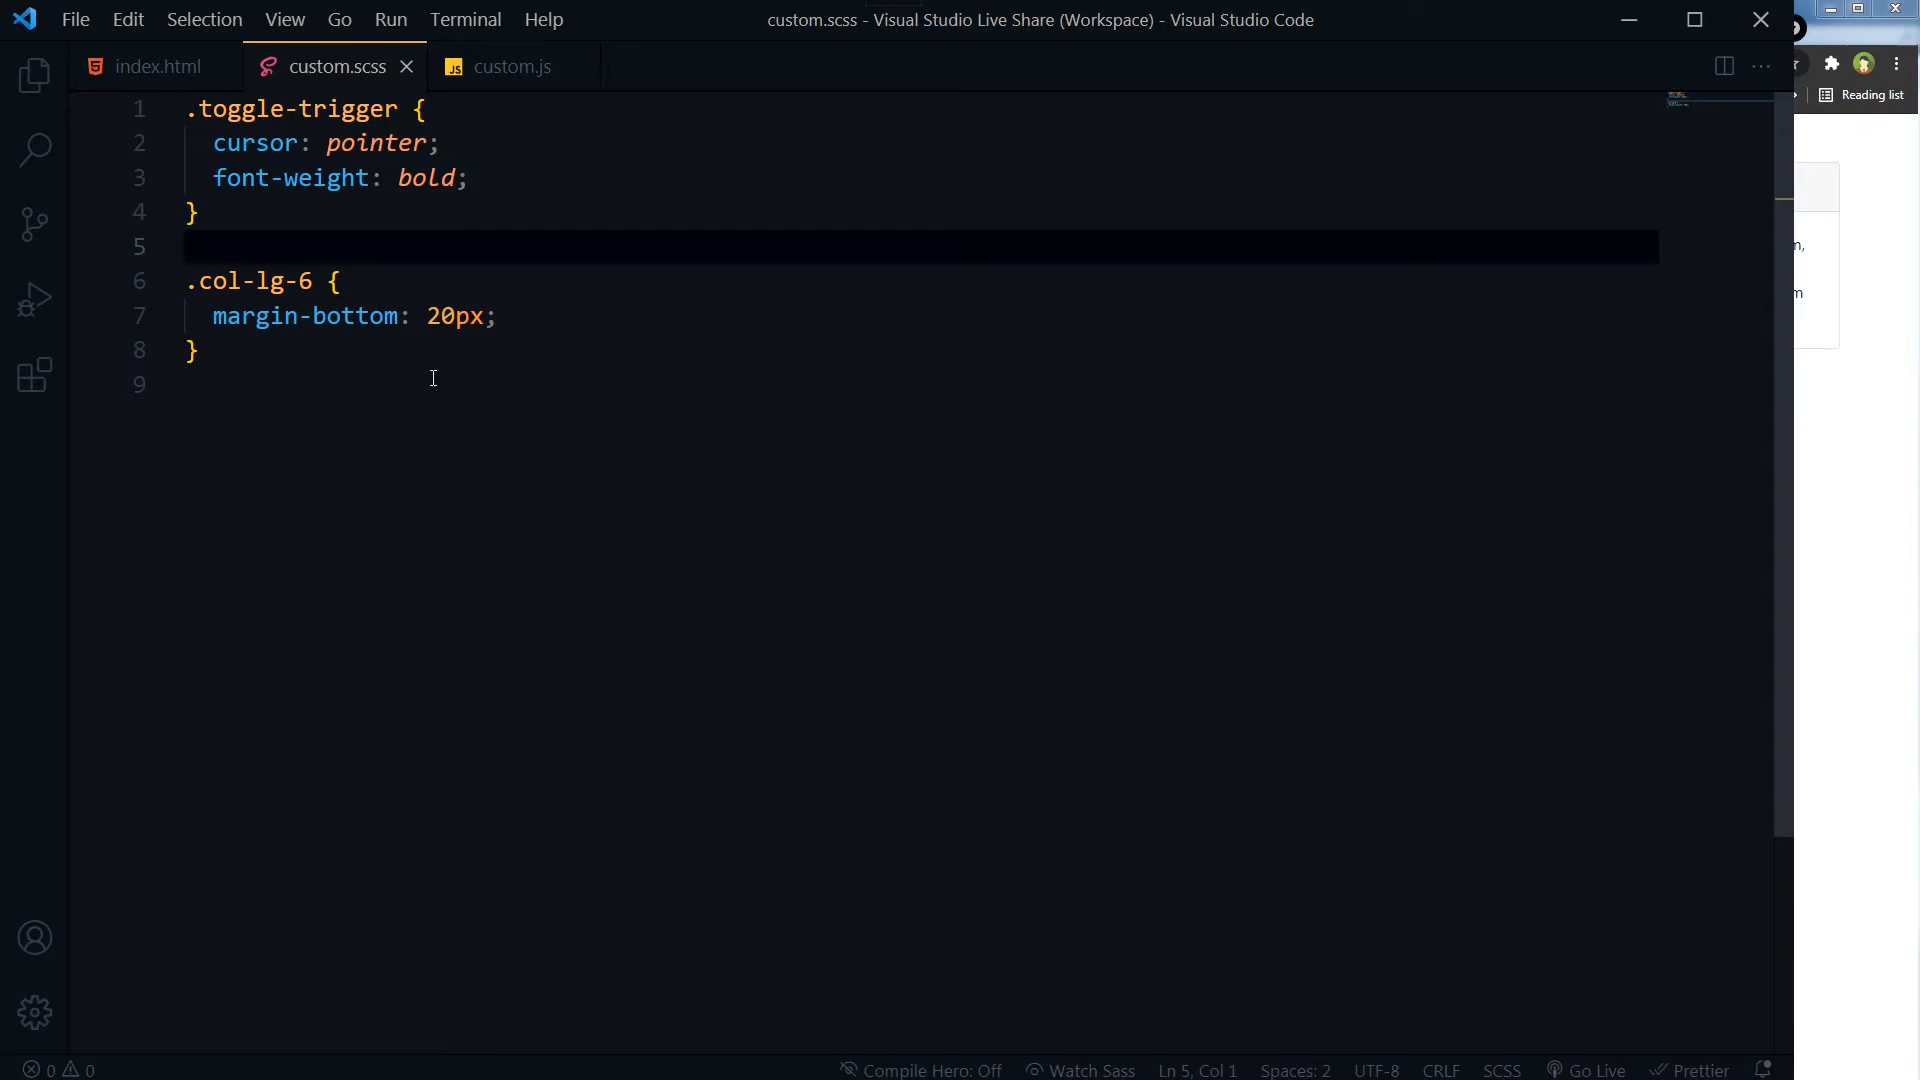 File Edit Selection View Go Run Terminal Help custom.scss - Visual Studio Live Share (Workspace) - Visual Studio Code
index.html custom.scss JS custom.js
Reading list
1 .toggle-trigger {
2 cursor: pointer;
3 font-weight: bold;
4 }
5
6 .col-lg-6 {
7 margin-bottom: 20px;
8 }
9
0 0 Compile Hero: Off Watch Sass Ln 5, Col 1 Spaces: 2 UTF-8 CRLF SCSS Go Live Prettier